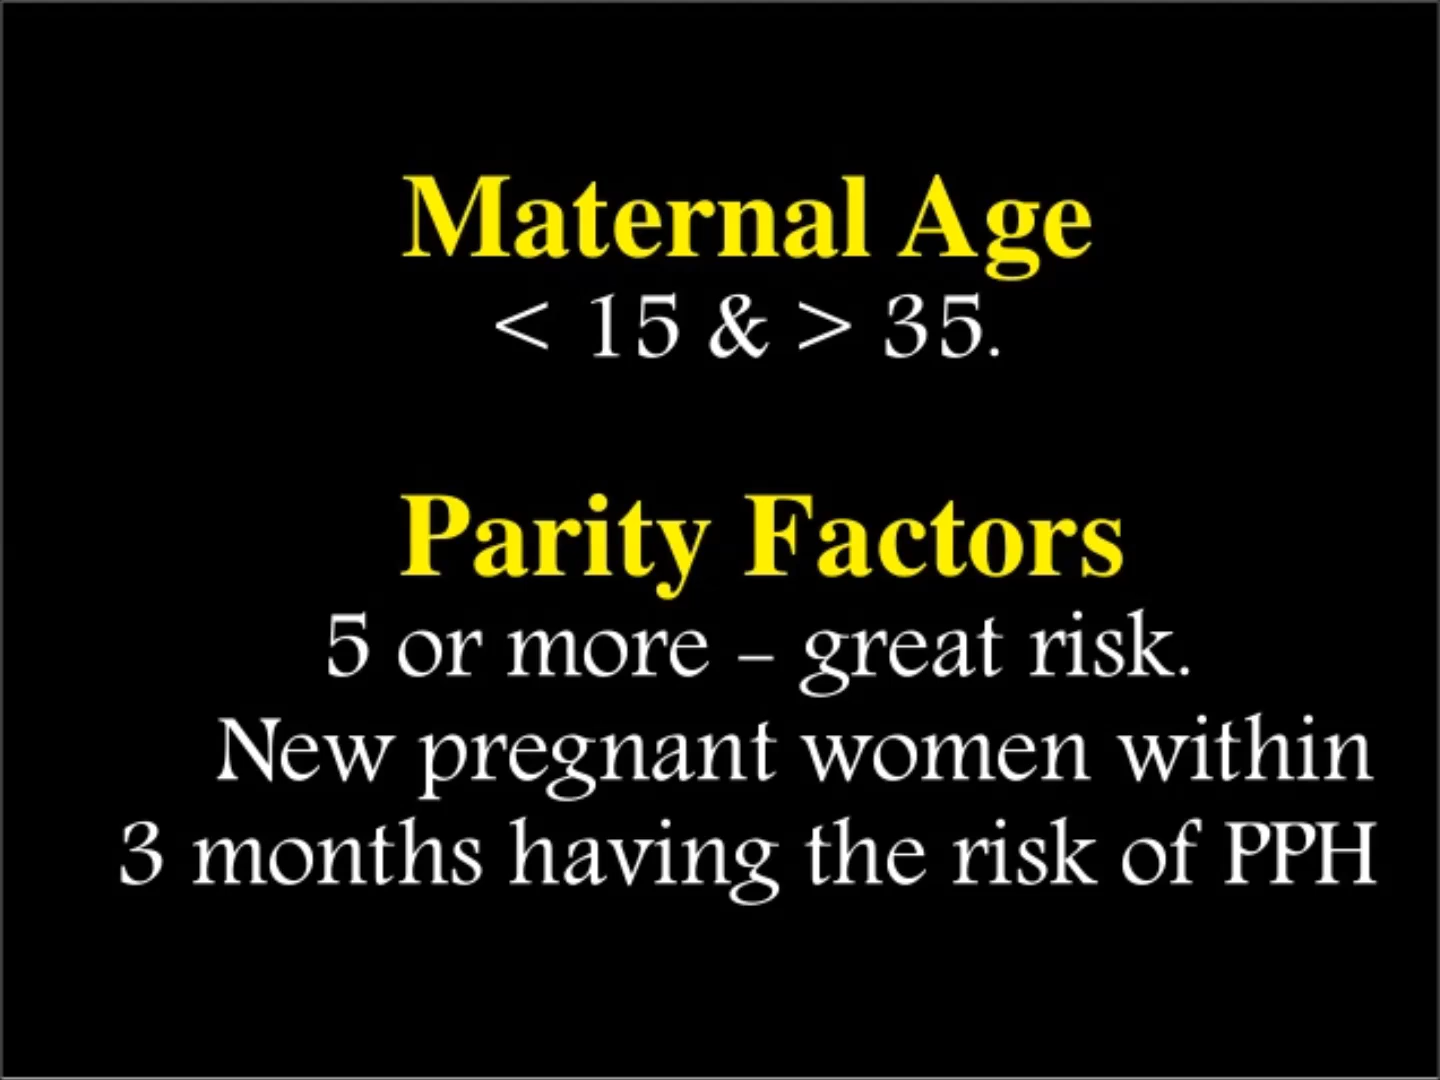 Maternal Age
< 15 & > 35.
Parity Factors
5 or more – great risk.
New pregnant women within
3 months having the risk of PPH